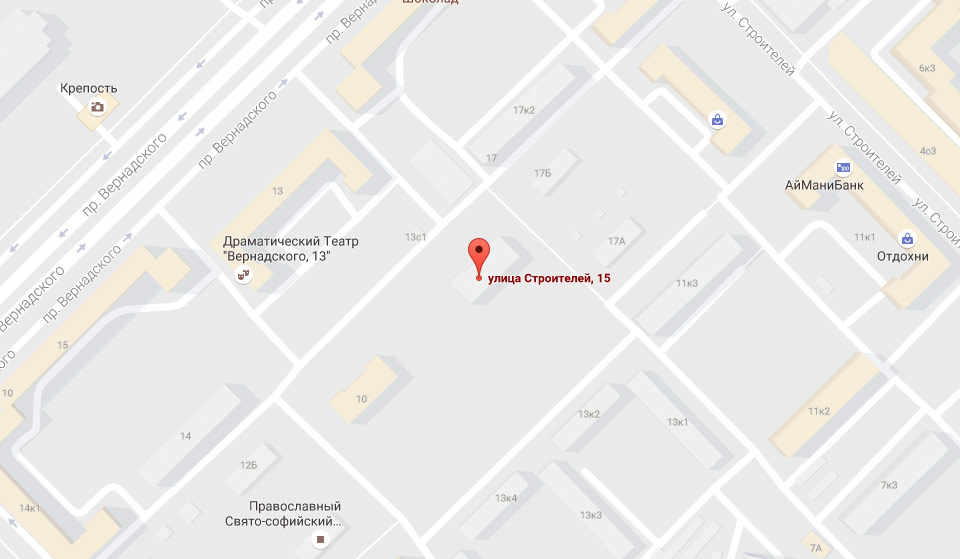 Шоколад
пр. Вернадского
ул. Строителей
6к3
Крепость
17к2
пр. Вернадского
пр. Вернадского
ул. Строителей
4с3
17
17Б
АйМаниБанк
13
ул. Строителей
13с1
17А
11к1
Драматический Театр
"Вернадского, 13"
Отдохни
пр. Вернадского
Вернадского
улица Строителей, 15
11к3
15
10
10
14
13к2
13к1
11к2
12Б
7к3
14к1
Православный
Свято-софийский...
13к4
13к3
7А